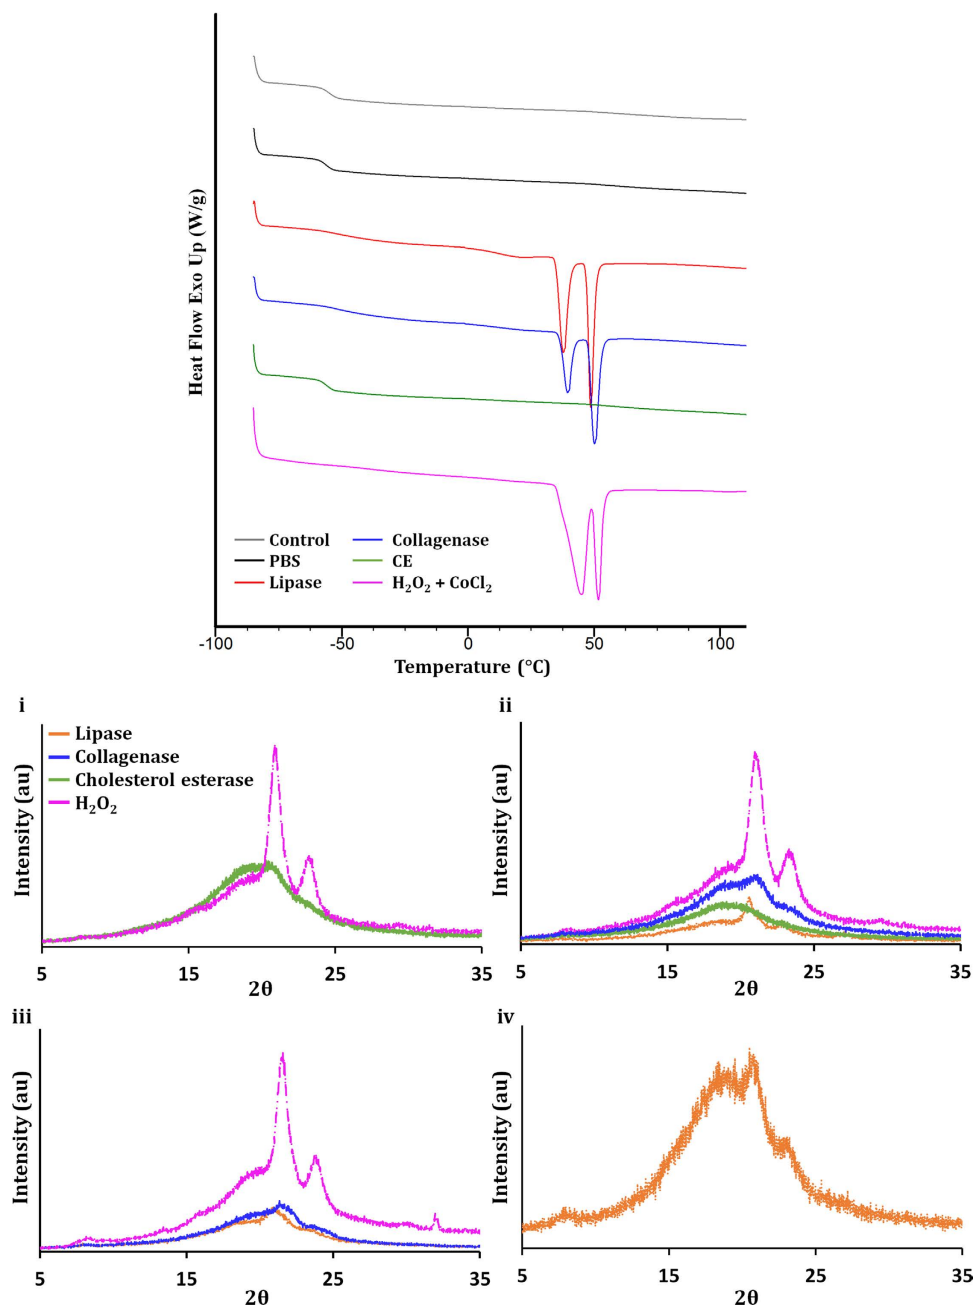 Heat Flow Exo Up (W/g)
Control
PBS
Lipase
Collagenase
CE
H₂O₂ + CoCl₂
-100 -50 0 50 100
Temperature (°C)
i
Lipase
Collagenase
Cholesterol esterase
H₂O₂
Intensity (au)
5 15 25 35
2θ
ii
Intensity (au)
5 15 25 35
2θ
iii
Intensity (au)
5 15 25 35
2θ
iv
Intensity (au)
5 15 25 35
2θ